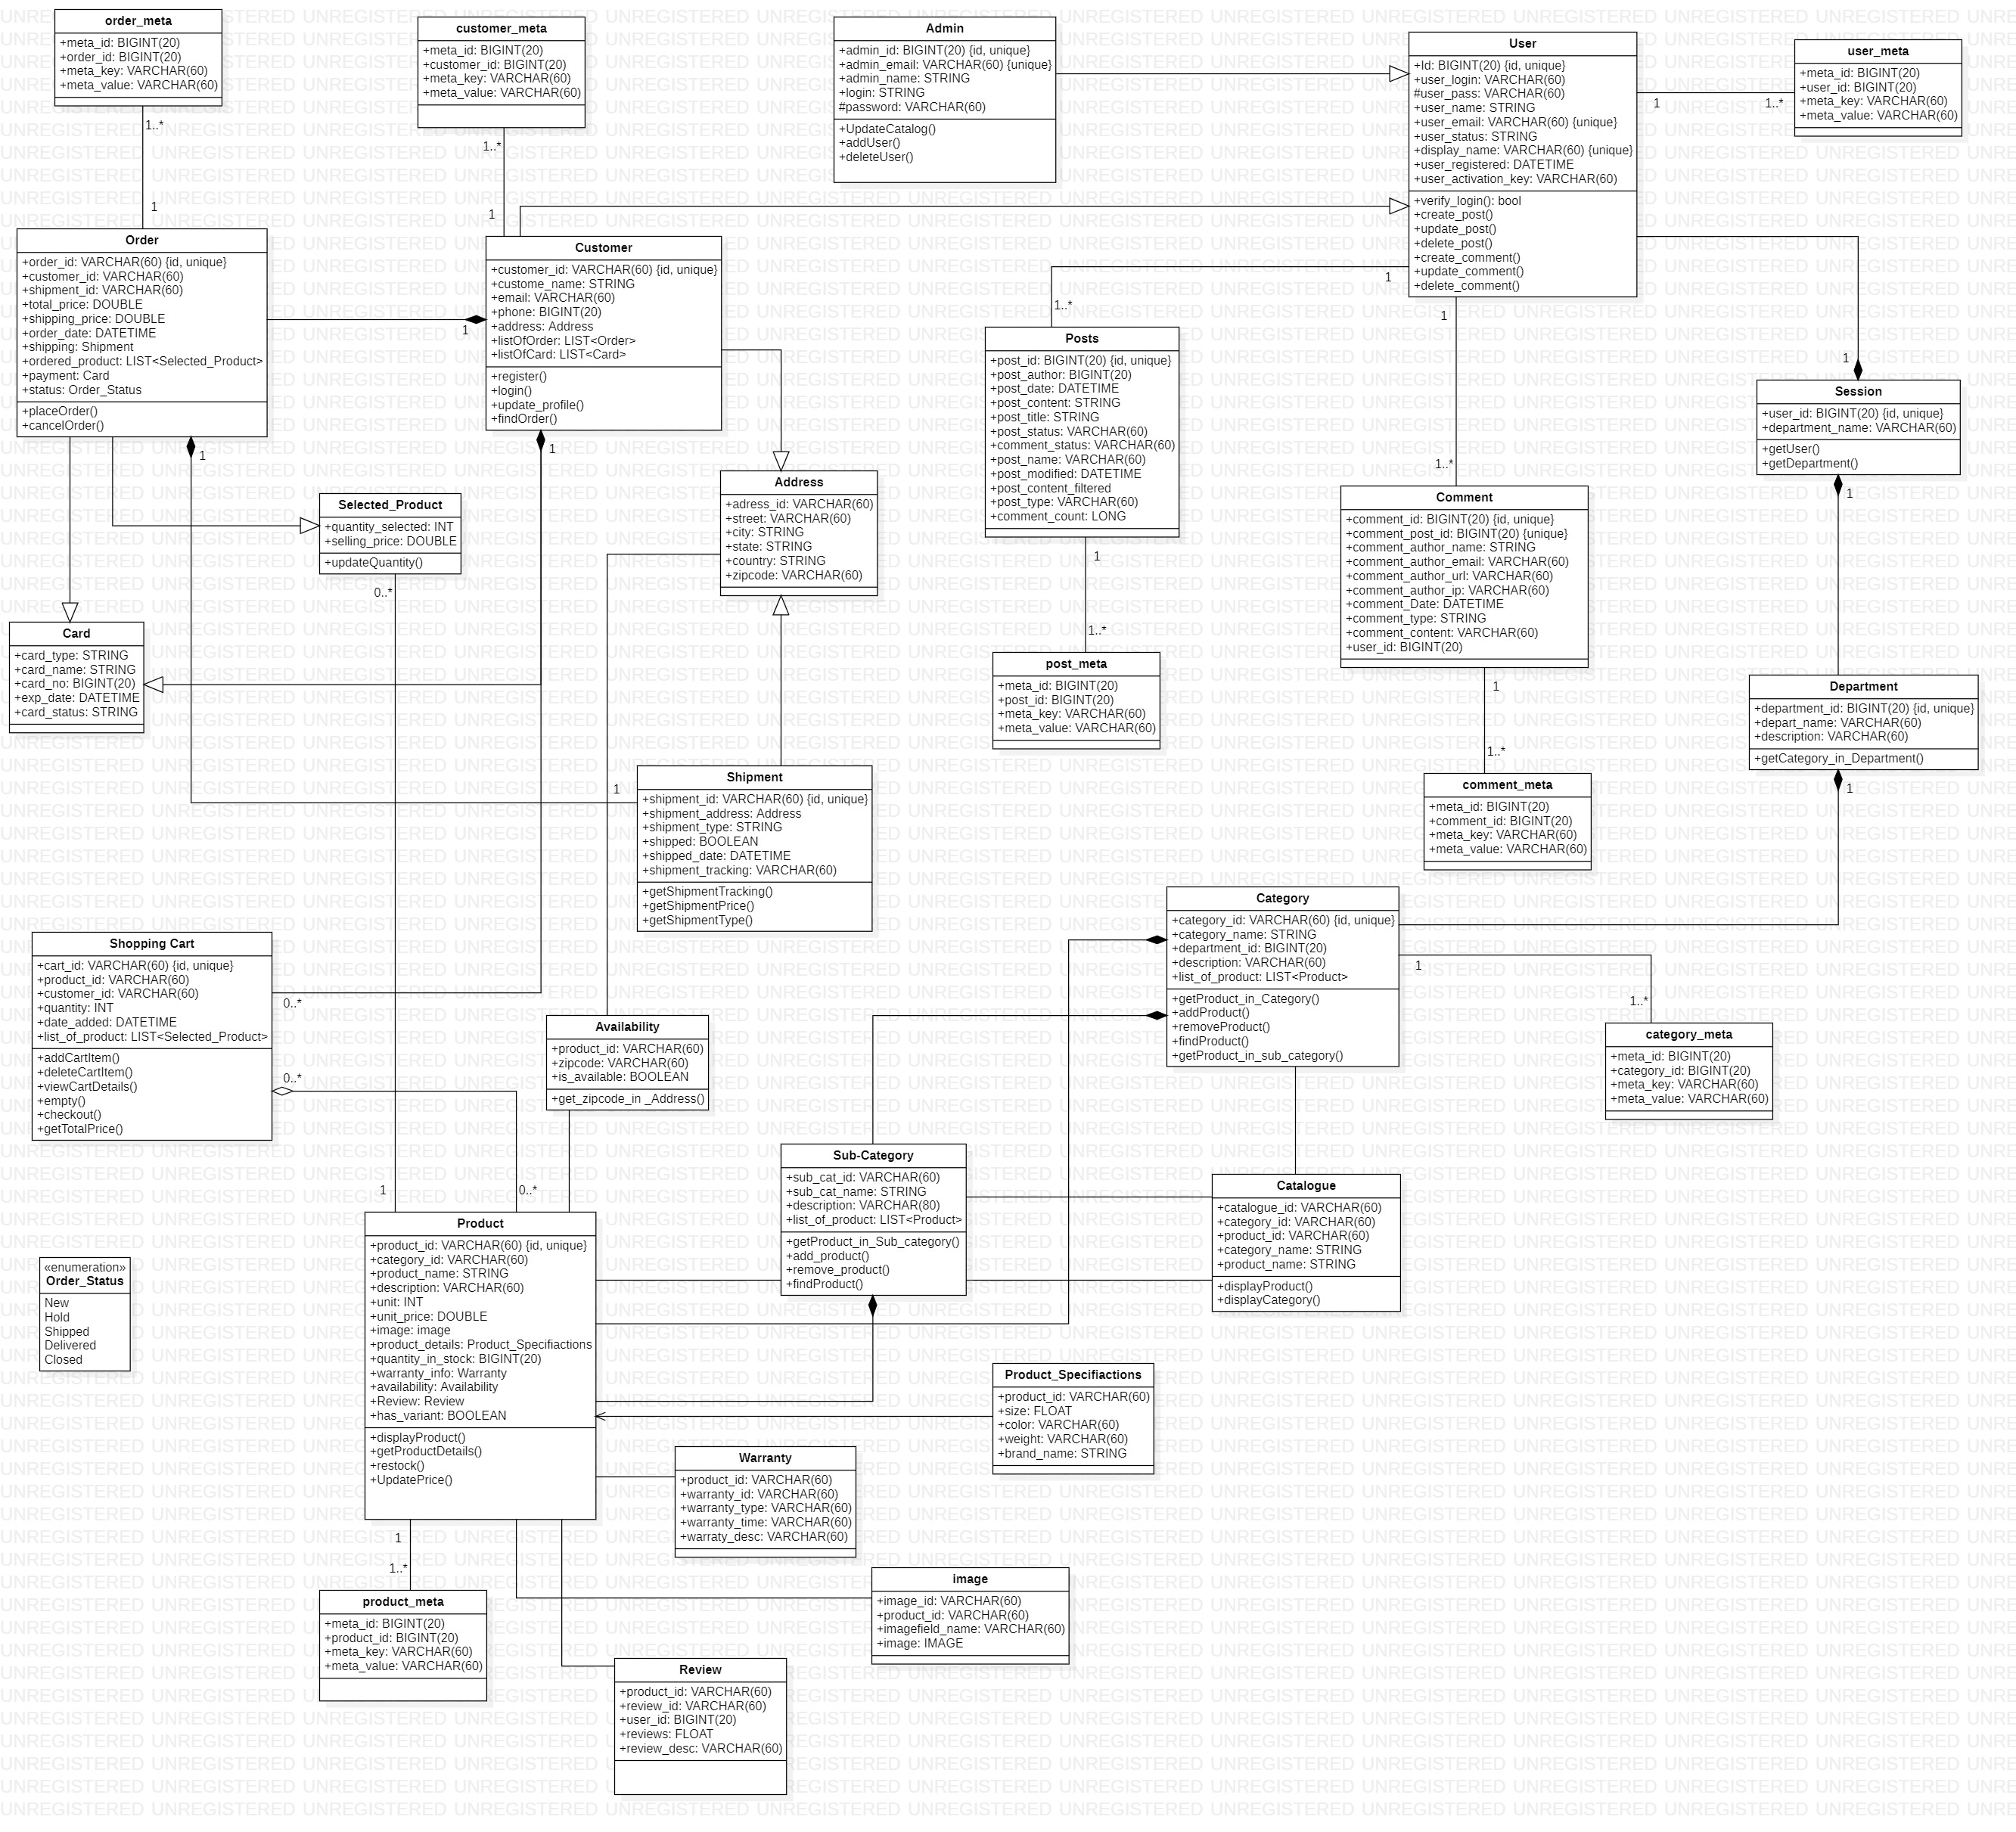 order_meta
+meta_id: BIGINT(20)
+order_id: BIGINT(20)
+meta_key: VARCHAR(60)
+meta_value: VARCHAR(60)
1..*
1
customer_meta
+meta_id: BIGINT(20)
+customer_id: BIGINT(20)
+meta_key: VARCHAR(60)
+meta_value: VARCHAR(60)
1..*
1
Admin
+admin_id: BIGINT(20) {id, unique}
+admin_email: VARCHAR(60) {unique}
+admin_name: STRING
+login: STRING
#password: VARCHAR(60)
+UpdateCatalog()
+addUser()
+deleteUser()
User
+Id: BIGINT(20) {id, unique}
+user_login: VARCHAR(60)
#user_pass: VARCHAR(60)
+user_name: STRING
+user_email: VARCHAR(60) {unique}
+user_status: STRING
+display_name: VARCHAR(60) {unique}
+user_registered: DATETIME
+user_activation_key: VARCHAR(60)
+verify_login(): bool
+create_post()
+update_post()
+delete_post()
+create_comment()
+update_comment()
+delete_comment()
1
1..*
user_meta
+meta_id: BIGINT(20)
+user_id: BIGINT(20)
+meta_key: VARCHAR(60)
+meta_value: VARCHAR(60)
Order
+order_id: VARCHAR(60) {id, unique}
+customer_id: VARCHAR(60)
+shipment_id: VARCHAR(60)
+total_price: DOUBLE
+shipping_price: DOUBLE
+order_date: DATETIME
+shipping: Shipment
+ordered_product: LIST<Selected_Product>
+payment: Card
+status: Order_Status
+placeOrder()
+cancelOrder()
1
1
Customer
+customer_id: VARCHAR(60) {id, unique}
+custome_name: STRING
+email: VARCHAR(60)
+phone: BIGINT(20)
+address: Address
+listOfOrder: LIST<Order>
+listOfCard: LIST<Card>
+register()
+login()
+update_profile()
+findOrder()
1
1
1..*
Posts
+post_id: BIGINT(20) {id, unique}
+post_author: BIGINT(20)
+post_date: DATETIME
+post_content: STRING
+post_title: STRING
+post_status: VARCHAR(60)
+comment_status: VARCHAR(60)
+post_name: VARCHAR(60)
+post_modified: DATETIME
+post_content_filtered
+post_type: VARCHAR(60)
+comment_count: LONG
1
1..*
1
1..*
1
Session
+user_id: BIGINT(20) {id, unique}
+department_name: VARCHAR(60)
+getUser()
+getDepartment()
1
Selected_Product
+quantity_selected: INT
+selling_price: DOUBLE
+updateQuantity()
0..*
Address
+adress_id: VARCHAR(60)
+street: VARCHAR(60)
+city: STRING
+state: STRING
+country: STRING
+zipcode: VARCHAR(60)
Comment
+comment_id: BIGINT(20) {id, unique}
+comment_post_id: BIGINT(20) {unique}
+comment_author_name: STRING
+comment_author_email: VARCHAR(60)
+comment_author_url: VARCHAR(60)
+comment_author_ip: VARCHAR(60)
+comment_Date: DATETIME
+comment_type: STRING
+comment_content: VARCHAR(60)
+user_id: BIGINT(20)
1
1..*
Card
+card_type: STRING
+card_name: STRING
+card_no: BIGINT(20)
+exp_date: DATETIME
+card_status: STRING
post_meta
+meta_id: BIGINT(20)
+post_id: BIGINT(20)
+meta_key: VARCHAR(60)
+meta_value: VARCHAR(60)
Department
+department_id: BIGINT(20) {id, unique}
+depart_name: VARCHAR(60)
+description: VARCHAR(60)
+getCategory_in_Department()
1
1
Shipment
+shipment_id: VARCHAR(60) {id, unique}
+shipment_address: Address
+shipment_type: STRING
+shipped: BOOLEAN
+shipped_date: DATETIME
+shipment_tracking: VARCHAR(60)
+getShipmentTracking()
+getShipmentPrice()
+getShipmentType()
comment_meta
+meta_id: BIGINT(20)
+comment_id: BIGINT(20)
+meta_key: VARCHAR(60)
+meta_value: VARCHAR(60)
Shopping Cart
+cart_id: VARCHAR(60) {id, unique}
+product_id: VARCHAR(60)
+customer_id: VARCHAR(60)
+quantity: INT
+date_added: DATETIME
+list_of_product: LIST<Selected_Product>
+addCartItem()
+deleteCartItem()
+viewCartDetails()
+empty()
+checkout()
+getTotalPrice()
0..*
0..*
Category
+category_id: VARCHAR(60) {id, unique}
+category_name: STRING
+department_id: BIGINT(20)
+description: VARCHAR(60)
+list_of_product: LIST<Product>
+getProduct_in_Category()
+addProduct()
+removeProduct()
+findProduct()
+getProduct_in_sub_category()
1
1..*
category_meta
+meta_id: BIGINT(20)
+category_id: BIGINT(20)
+meta_key: VARCHAR(60)
+meta_value: VARCHAR(60)
Availability
+product_id: VARCHAR(60)
+zipcode: VARCHAR(60)
+is_available: BOOLEAN
+get_zipcode_in _Address()
Sub-Category
+sub_cat_id: VARCHAR(60)
+sub_cat_name: STRING
+description: VARCHAR(80)
+list_of_product: LIST<Product>
+getProduct_in_Sub_category()
+add_product()
+remove_product()
+findProduct()
Catalogue
+catalogue_id: VARCHAR(60)
+category_id: VARCHAR(60)
+product_id: VARCHAR(60)
+category_name: STRING
+product_name: STRING
+displayProduct()
+displayCategory()
1
0..*
Product
+product_id: VARCHAR(60) {id, unique}
+category_id: VARCHAR(60)
+product_name: STRING
+description: VARCHAR(60)
+unit: INT
+unit_price: DOUBLE
+image: image
+product_details: Product_Specifiactions
+quantity_in_stock: BIGINT(20)
+warranty_info: Warranty
+availability: Availability
+Review: Review
+has_variant: BOOLEAN
+displayProduct()
+getProductDetails()
+restock()
+UpdatePrice()
1
1..*
«enumeration»
Order_Status
New
Hold
Shipped
Delivered
Closed
Product_Specifiactions
+product_id: VARCHAR(60)
+size: FLOAT
+color: VARCHAR(60)
+weight: VARCHAR(60)
+brand_name: STRING
Warranty
+product_id: VARCHAR(60)
+warranty_id: VARCHAR(60)
+warranty_type: VARCHAR(60)
+warranty_time: VARCHAR(60)
+warraty_desc: VARCHAR(60)
image
+image_id: VARCHAR(60)
+product_id: VARCHAR(60)
+imagefield_name: VARCHAR(60)
+image: IMAGE
product_meta
+meta_id: BIGINT(20)
+product_id: BIGINT(20)
+meta_key: VARCHAR(60)
+meta_value: VARCHAR(60)
Review
+product_id: VARCHAR(60)
+review_id: VARCHAR(60)
+user_id: BIGINT(20)
+reviews: FLOAT
+review_desc: VARCHAR(60)
UNREGISTERED